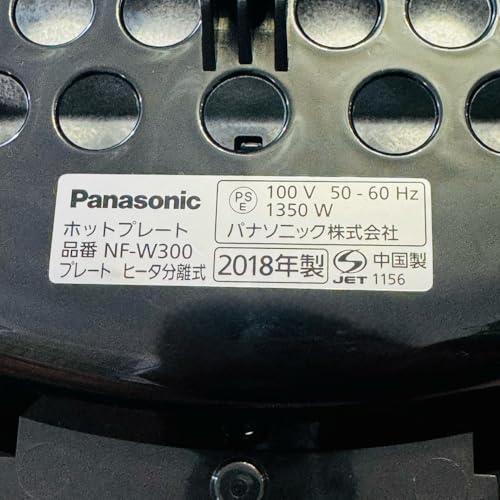 Panasonic
ホットプレート
品番 NF-W300
プレート ヒータ分離式
PS
E
100 V 50-60 Hz
1350 W
パナソニック株式会社
2018年製
JET
中国製
1156